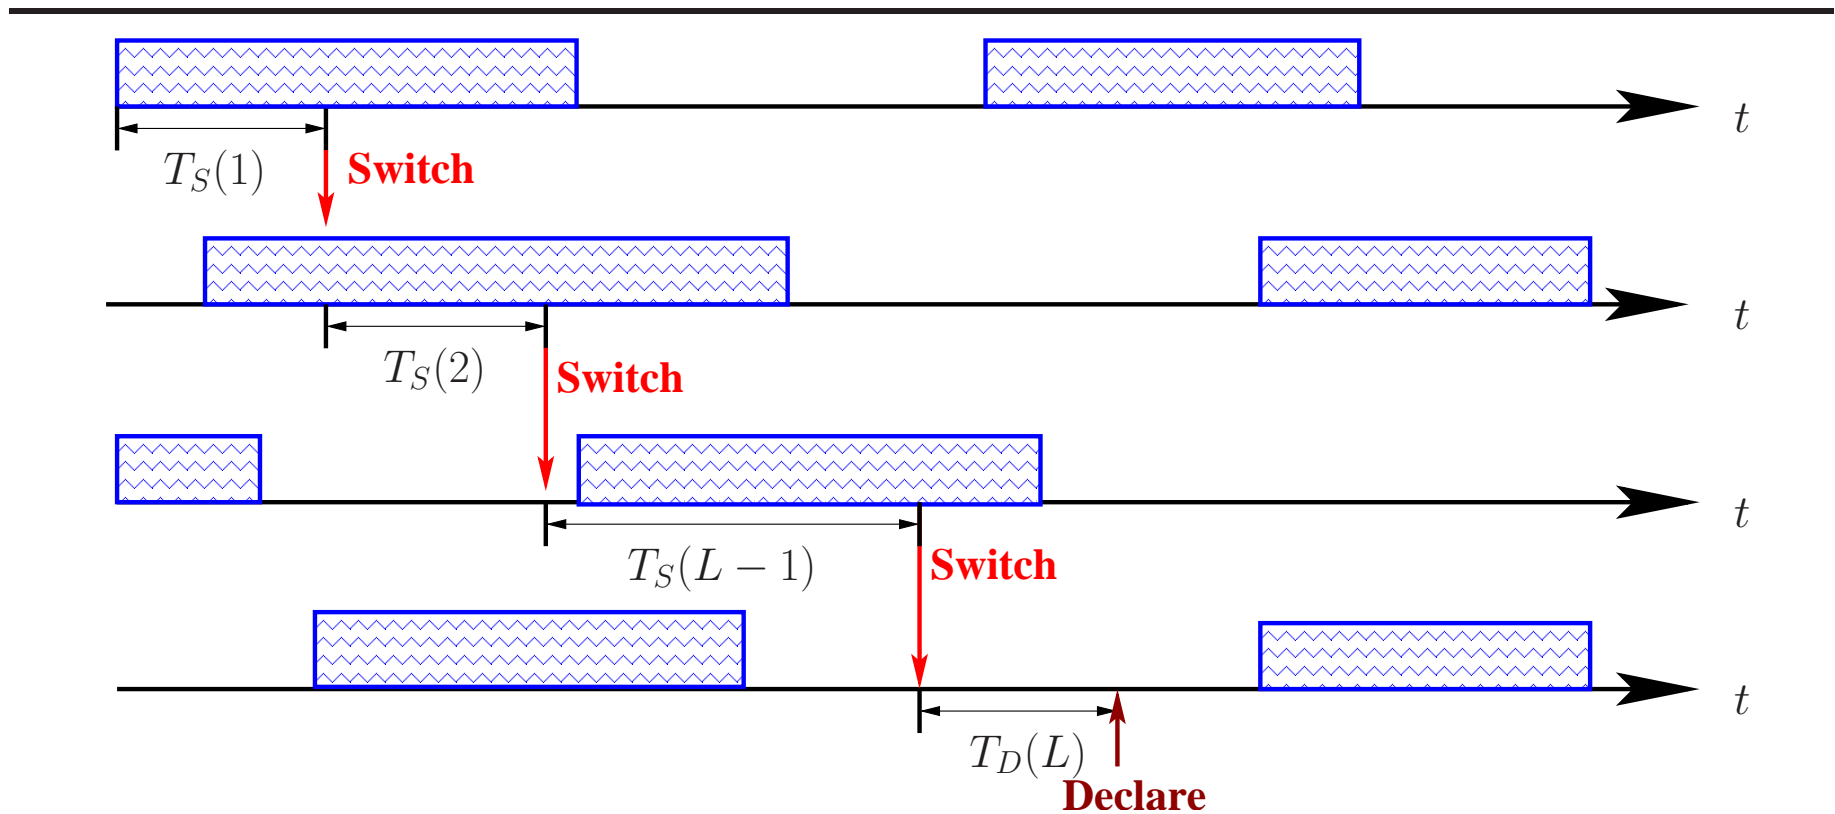 t
T_S(1)
Switch
t
T_S(2)
Switch
t
T_S(L − 1)
Switch
t
T_D(L)
Declare